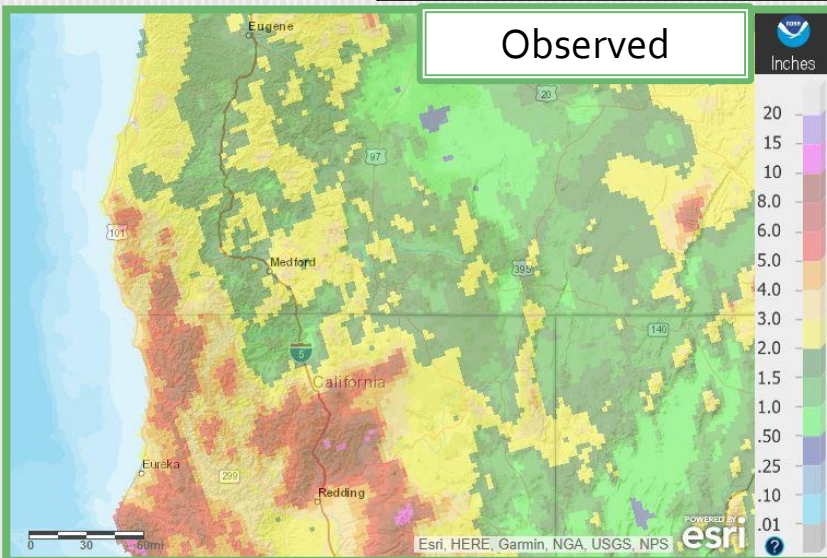 Observed
NOAA
Inches
Eugene
20
97
101
Medford
395
140
5
California
Eureka
299
Redding
20
15
10
8.0
6.0
5.0
4.0
3.0
2.0
1.5
1.0
.50
.25
.10
.01
?
0 30 60mi
Esri, HERE, Garmin, NGA, USGS, NPS
POWERED BY
esri